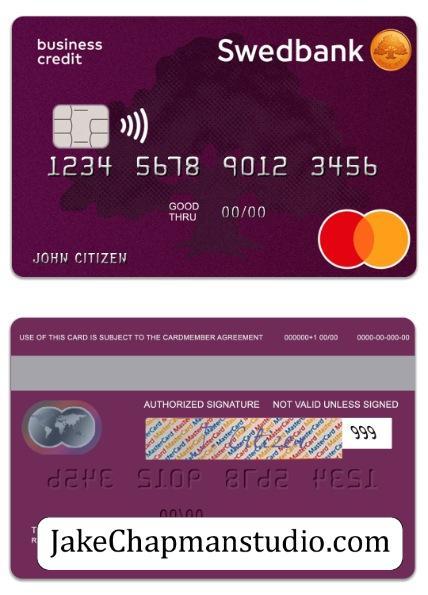 business
credit
Swedbank
1234 5678 9012 3456
GOOD
THRU
00/00
JOHN CITIZEN
USE OF THIS CARD IS SUBJECT TO THE CARDMEMBER AGREEMENT 000000+1 00/00 0000-00-000-00
AUTHORIZED SIGNATURE NOT VALID UNLESS SIGNED
999
JakeChapmanstudio.com